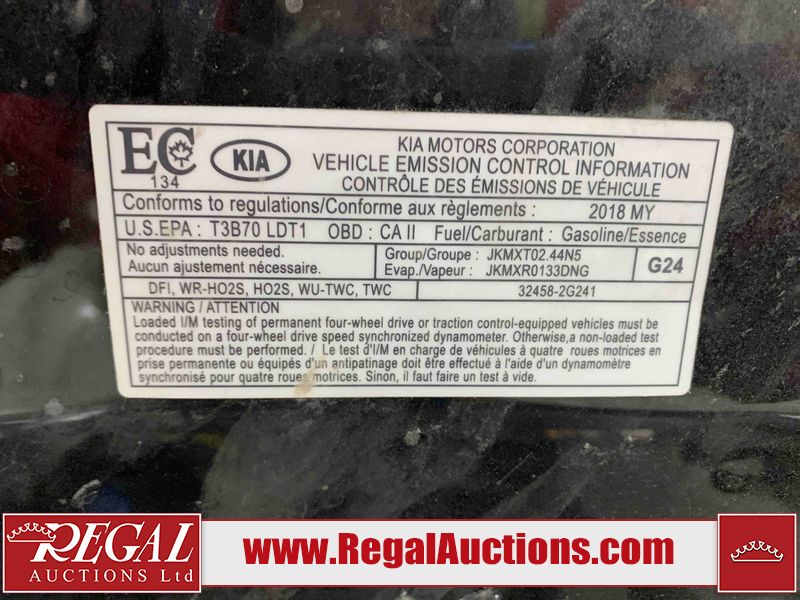 EC
134
KIA
KIA MOTORS CORPORATION
VEHICLE EMISSION CONTROL INFORMATION
CONTRÔLE DES ÉMISSIONS DE VÉHICULE
Conforms to regulations/Conforme aux règlements : 2018 MY
U.S.EPA : T3B70 LDT1 OBD : CA II Fuel/Carburant : Gasoline/Essence
No adjustments needed.
Aucun ajustement nécessaire.
Group/Groupe : JKMXT02.44N5
Evap./Vapeur : JKMXR0133DNG
G24
DFI, WR-HO2S, HO2S, WU-TWC, TWC 32458-2G241
WARNING / ATTENTION
Loaded I/M testing of permanent four-wheel drive or traction control-equipped vehicles must be
conducted on a four-wheel drive speed synchronized dynamometer. Otherwise,a non-loaded test
procedure must be performed. / Le test d'I/M en charge de véhicules à quatre roues motrices en
prise permanente ou équipés d'un antipatinage doit être effectué à l'aide d'un dynamomètre
synchronisé pour quatre roues motrices. Sinon, il faut faire un test à vide.
REGAL
AUCTIONS Ltd
www.RegalAuctions.com